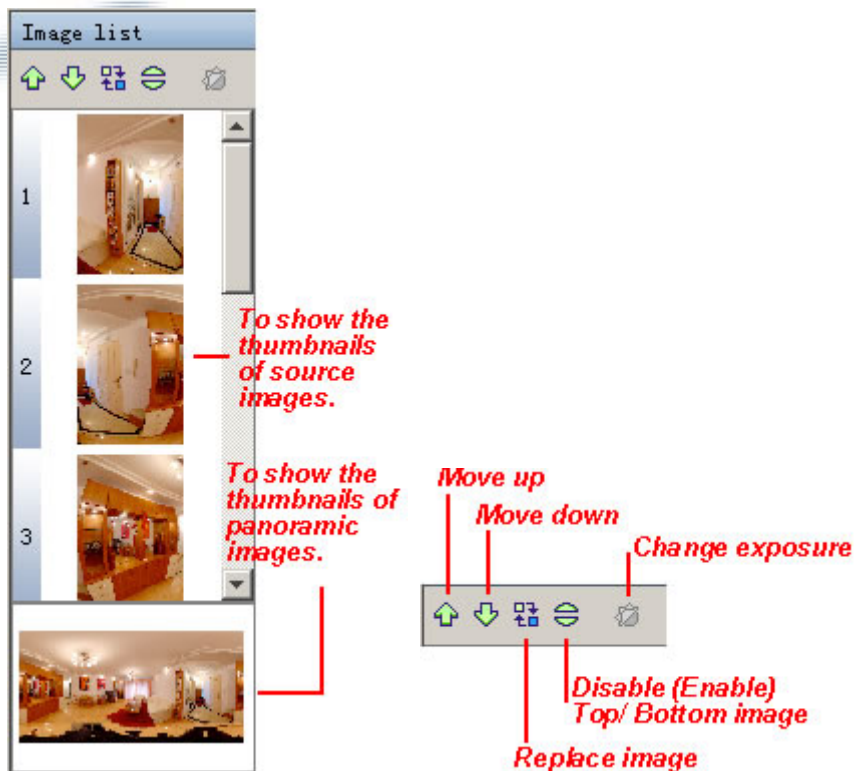 Image list
1
2
3
To show the
thumbnails
of source
images.
To show the
thumbnails of
panoramic
images.
Move up
Move down
Change exposure
Disable (Enable)
Top/ Bottom image
Replace image